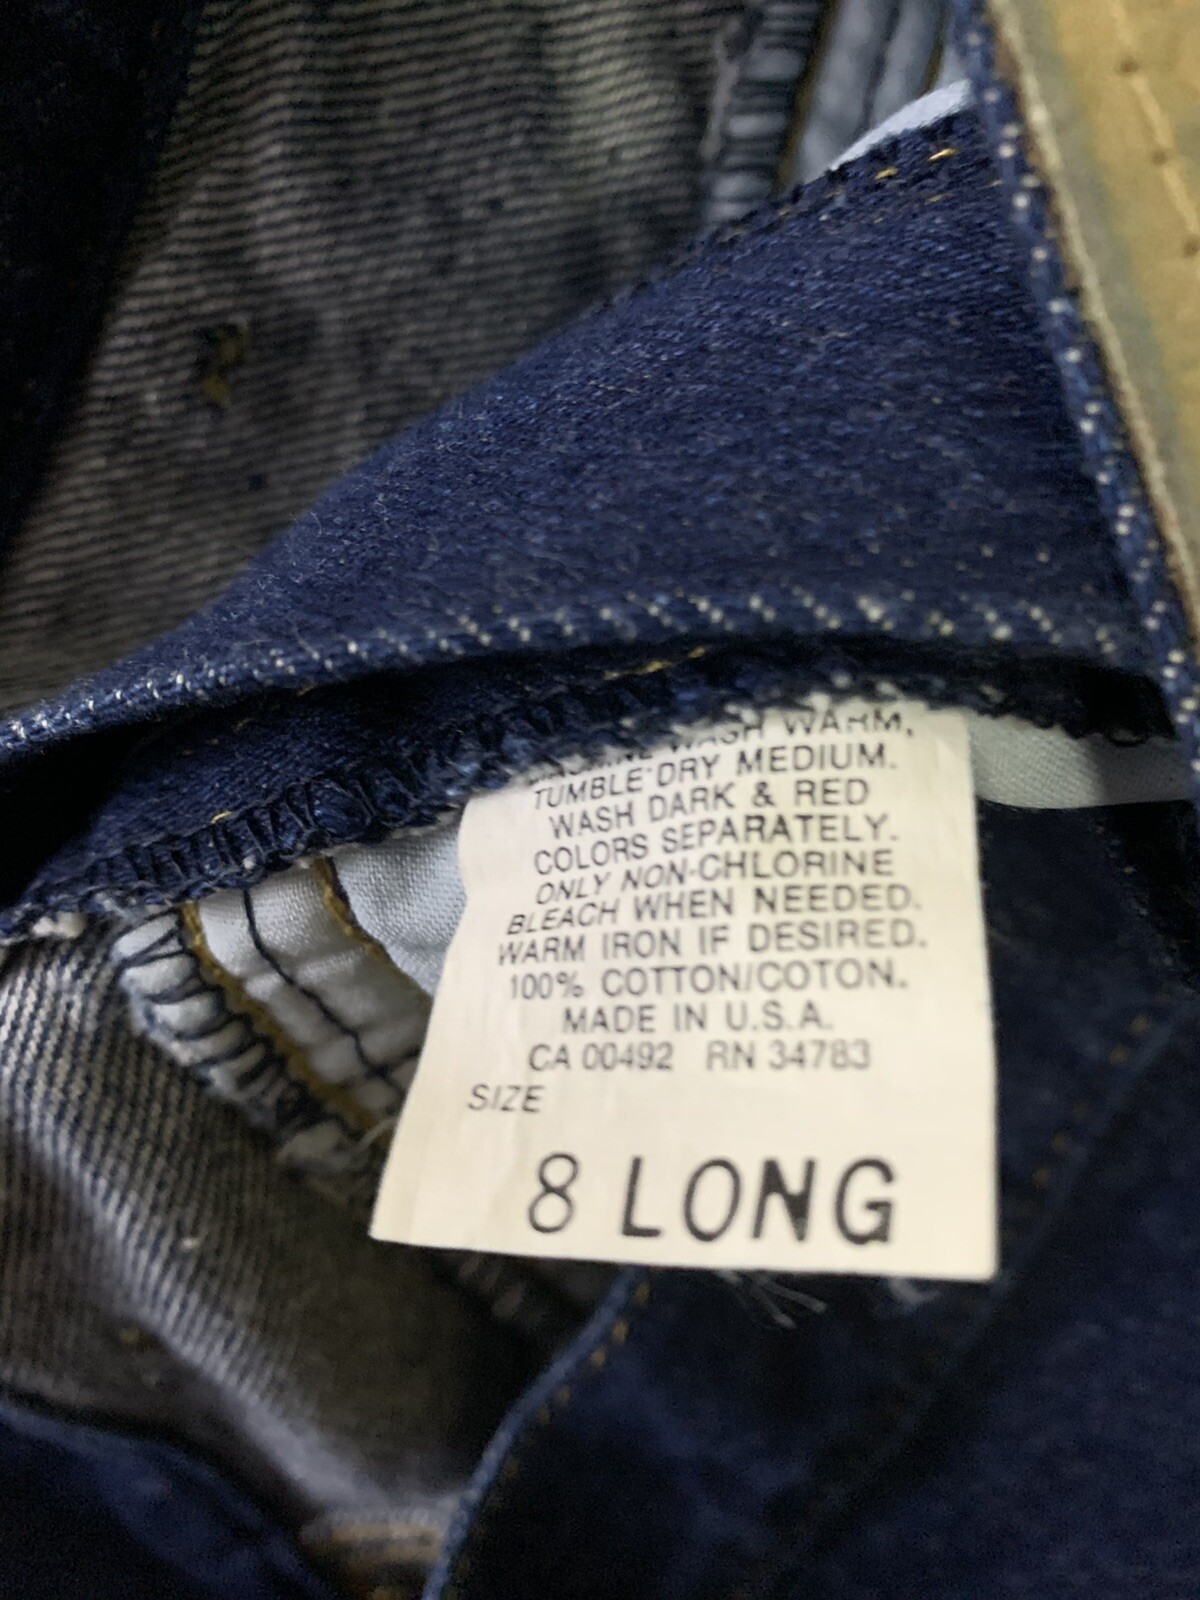 MACHINE WASH WARM,
TUMBLE DRY MEDIUM.
WASH DARK & RED
COLORS SEPARATELY.
ONLY NON-CHLORINE
BLEACH WHEN NEEDED.
WARM IRON IF DESIRED.
100% COTTON/COTON.
MADE IN U.S.A.
CA 00492 RN 34783
SIZE
8 LONG